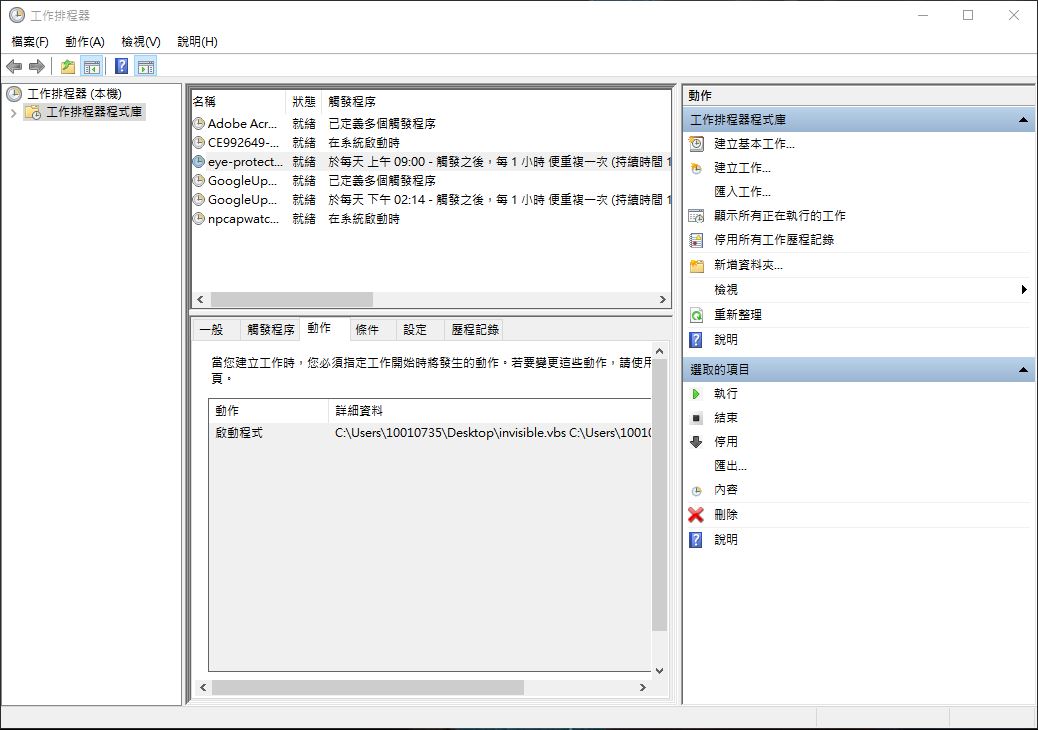 工作排程器
檔案(F) 動作(A) 檢視(V) 說明(H)
工作排程器 (本機)
工作排程器程式庫
名稱 狀態 觸發程序
Adobe Acr... 就緒 已定義多個觸發程序
CE992649-... 就緒 在系統啟動時
eye-protect... 就緒 於每天 上午 09:00 - 觸發之後，每 1 小時 便重複一次 (持續時間 1
GoogleUp... 就緒 已定義多個觸發程序
GoogleUp... 就緒 於每天 下午 02:14 - 觸發之後，每 1 小時 便重複一次 (持續時間 1
npcapwatc... 就緒 在系統啟動時
一般 觸發程序 動作 條件 設定 歷程記錄
當您建立工作時，您必須指定工作開始時將發生的動作。若要變更這些動作，請使用
頁。
動作 詳細資料
啟動程式 C:\Users\10010735\Desktop\invisible.vbs C:\Users\10010
動作
工作排程器程式庫
建立基本工作...
建立工作...
匯入工作...
顯示所有正在執行的工作
停用所有工作歷程記錄
新增資料夾...
檢視
重新整理
說明
選取的項目
執行
結束
停用
匯出...
內容
刪除
說明